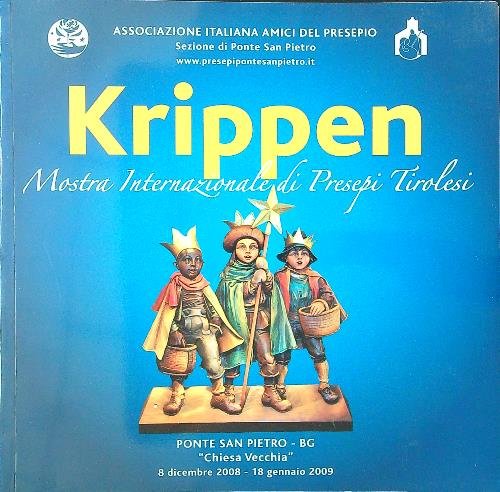 ASSOCIAZIONE ITALIANA AMICI DEL PRESEPIO
Sezione di Ponte San Pietro
www.presepipontesanpietro.it
Krippen
Mostra Internazionale di Presepi Tirolesi
PONTE SAN PIETRO - BG
"Chiesa Vecchia"
8 dicembre 2008 - 18 gennaio 2009